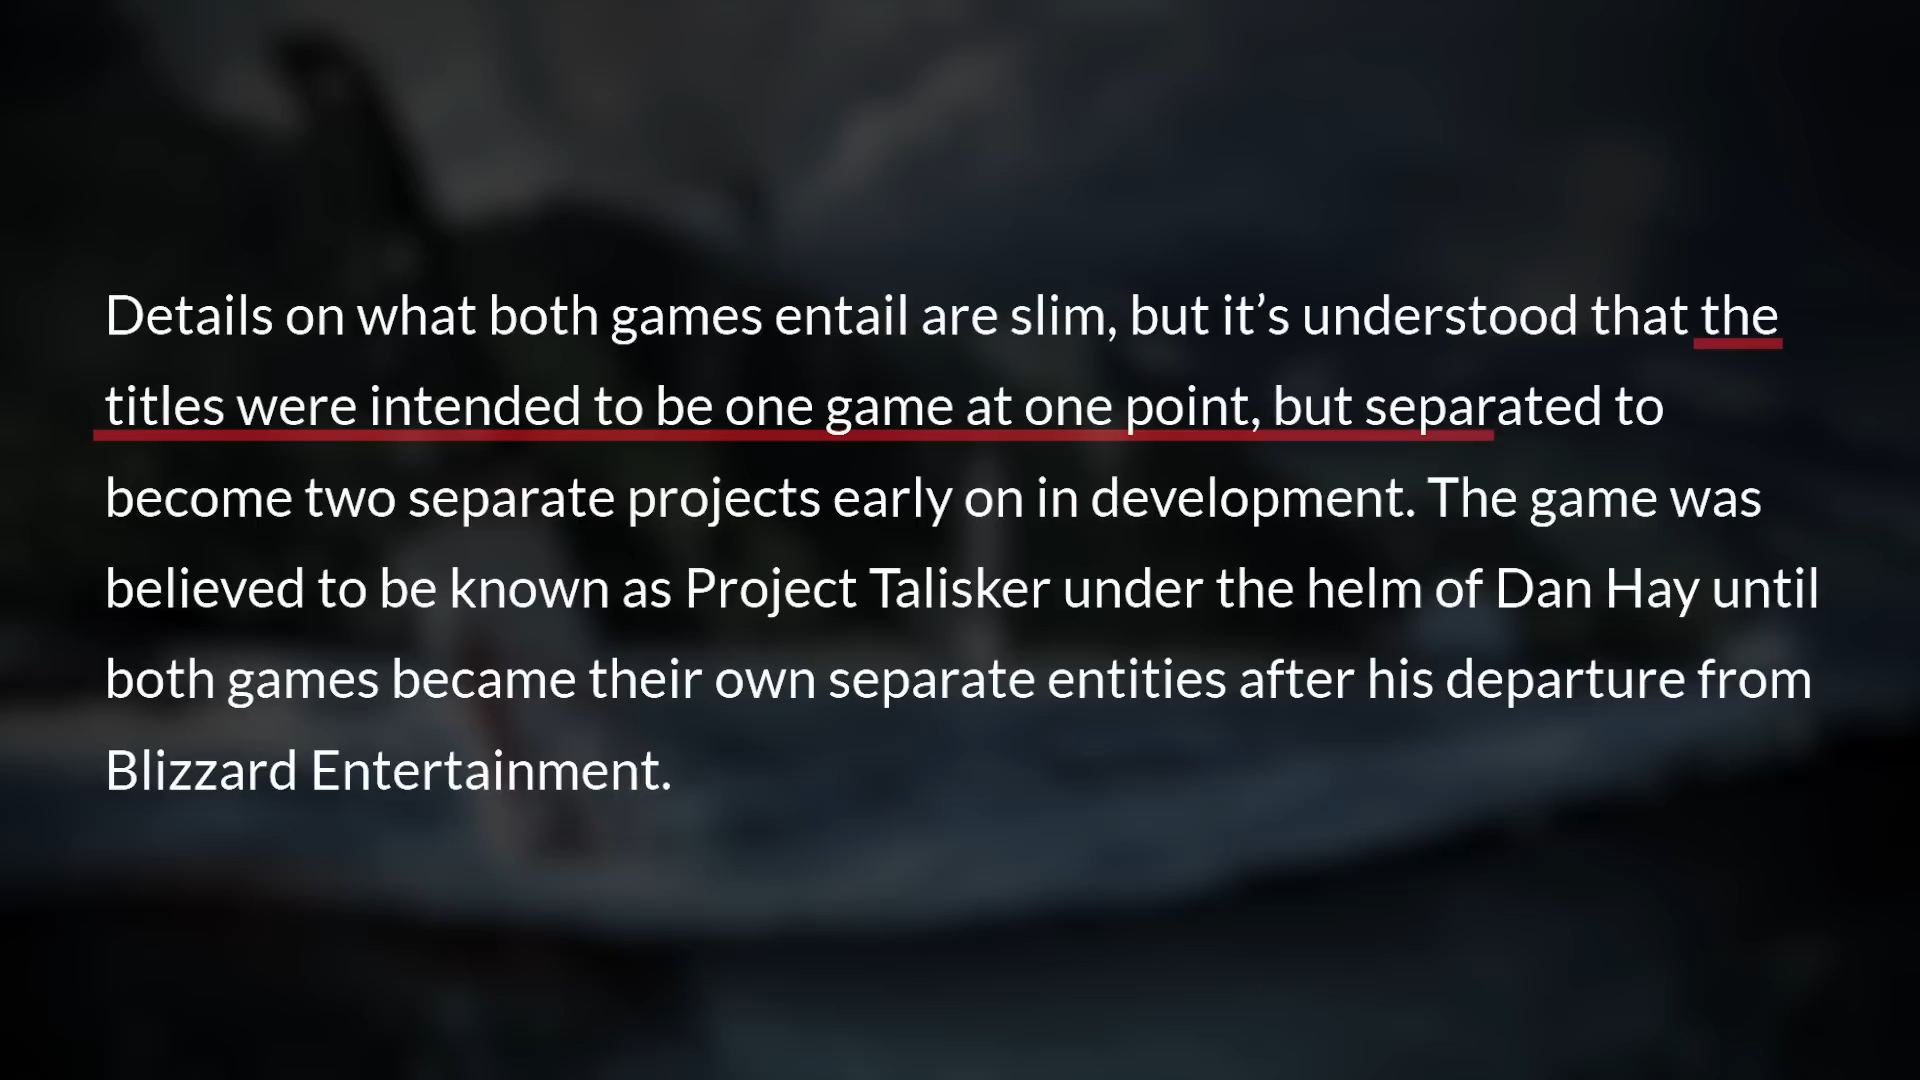 Details on what both games entail are slim, but it’s understood that the
titles were intended to be one game at one point, but separated to
become two separate projects early on in development. The game was
believed to be known as Project Talisker under the helm of Dan Hay until
both games became their own separate entities after his departure from
Blizzard Entertainment.